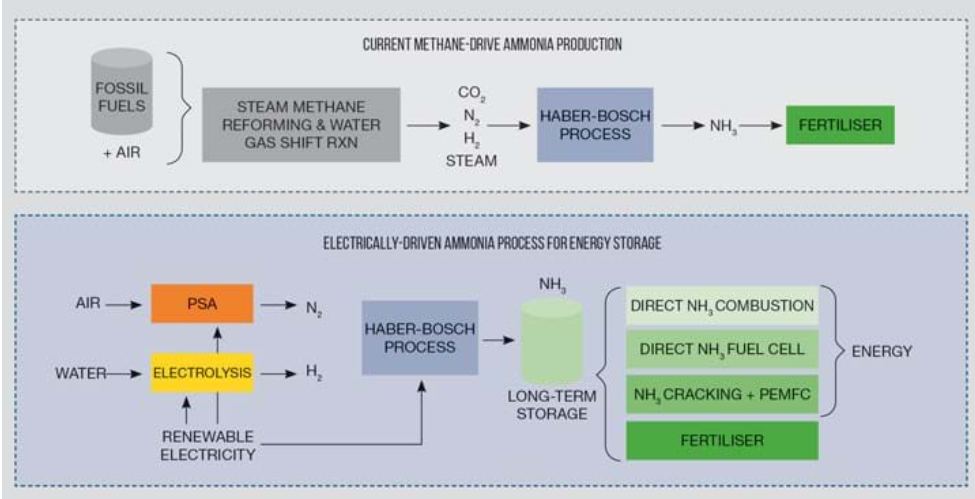 CURRENT METHANE-DRIVE AMMONIA PRODUCTION
FOSSIL
FUELS
+ AIR
STEAM METHANE
REFORMING & WATER
GAS SHIFT RXN
CO₂
N₂
H₂
STEAM
HABER-BOSCH
PROCESS
NH₃
FERTILISER
ELECTRICALLY-DRIVEN AMMONIA PROCESS FOR ENERGY STORAGE
AIR
PSA
N₂
WATER
ELECTROLYSIS
H₂
RENEWABLE
ELECTRICITY
HABER-BOSCH
PROCESS
NH₃
LONG-TERM
STORAGE
DIRECT NH₃ COMBUSTION
DIRECT NH₃ FUEL CELL
NH₃ CRACKING + PEMFC
FERTILISER
ENERGY